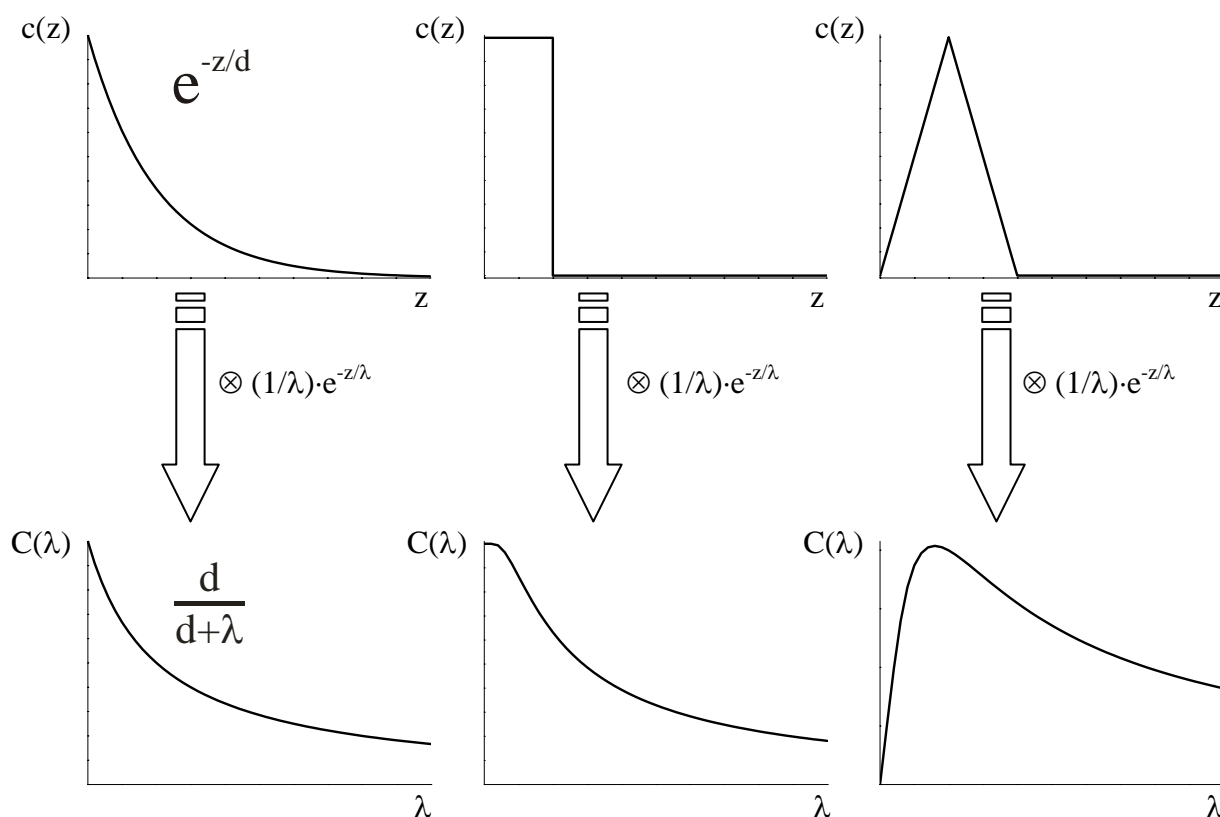 c(z) c(z) c(z)
e^{-z/d}
z z z
⊗ (1/λ)·e^{-z/λ} ⊗ (1/λ)·e^{-z/λ} ⊗ (1/λ)·e^{-z/λ}
C(λ) C(λ) C(λ)
d
d+λ
λ λ λ